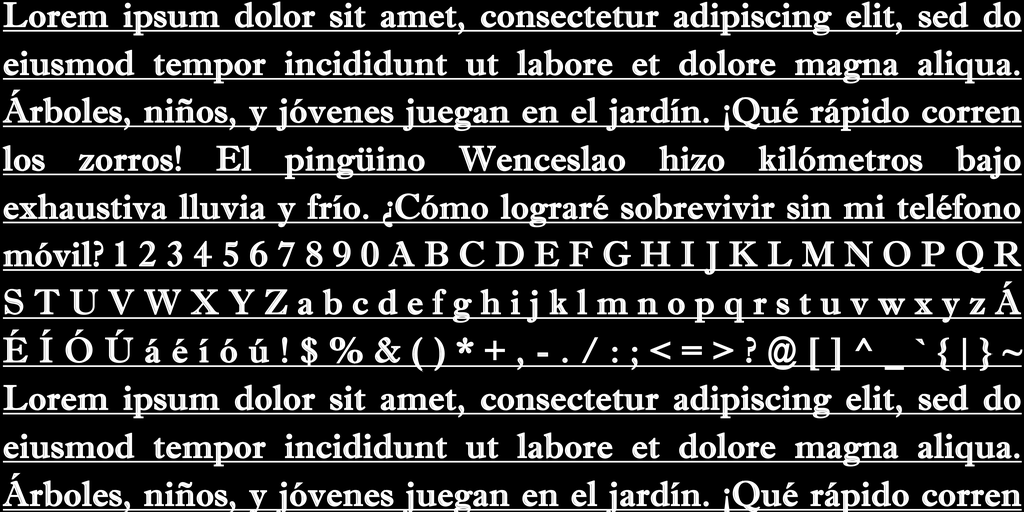 Lorem ipsum dolor sit amet, consectetur adipiscing elit, sed do
eiusmod tempor incididunt ut labore et dolore magna aliqua.
Árboles, niños, y jóvenes juegan en el jardín. ¡Qué rápido corren
los zorros! El pingüino Wenceslao hizo kilómetros bajo
exhaustiva lluvia y frío. ¿Cómo lograré sobrevivir sin mi teléfono
móvil? 1 2 3 4 5 6 7 8 9 0 A B C D E F G H I J K L M N O P Q R
S T U V W X Y Z a b c d e f g h i j k l m n o p q r s t u v w x y z Á
É Í Ó Ú á é í ó ú ! $ % & ( ) * + , - . / : ; < = > ? @ [ ] ^ _ ` { | } ~
Lorem ipsum dolor sit amet, consectetur adipiscing elit, sed do
eiusmod tempor incididunt ut labore et dolore magna aliqua.
Árboles, niños, y jóvenes juegan en el jardín. ¡Qué rápido corren